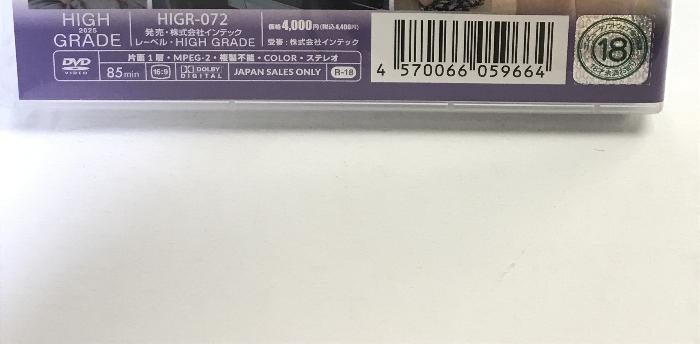 HIGH
2025
GRADE
HIGR-072
発売・株式会社インテック
レーベル・HIGH GRADE
価格4,000円(税込4,400円)
受審：株式会社インテック
DVD
VIDEO
85min
片面1層・MPEG-2・複製不能・COLOR・ステレオ
16:9
DOLBY
DIGITAL
JAPAN SALES ONLY
R-18
4 570066 059664
18